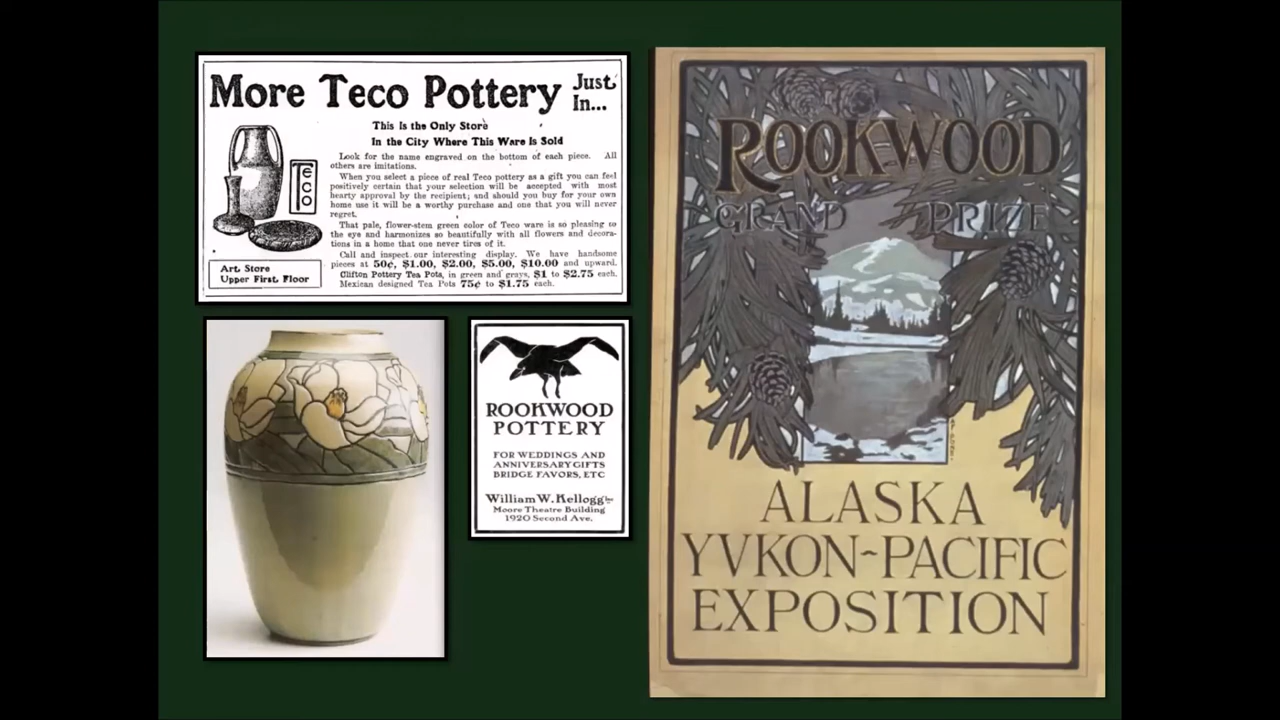 More Teco Pottery Just
In...
This Is the Only Store
In the City Where This Ware Is Sold
Look for the name engraved on the bottom of each piece. All
others are imitations.
When you select a piece of real Teco pottery as a gift you can feel
positively certain that your selection will be accepted with most
hearty approval by the recipient; and should you buy for your own
home use it will be a worthy purchase and one that you will never
regret.
That pale, flower-stem green color of Teco ware is so pleasing to
the eye and harmonizes so beautifully with all flowers and decora-
tions in a home that one never tires of it.
Call and inspect our interesting display. We have handsome
pieces at 50¢, $1.00, $2.00, $5.00, $10.00 and upward.
Clifton Pottery Tea Pots, in green and grays, $1 to $2.75 each.
Mexican designed Tea Pots 75¢ to $1.75 each.
Teco
Art Store
Upper First Floor
ROOKWOOD
POTTERY
FOR WEDDINGS AND
ANNIVERSARY GIFTS
BRIDGE FAVORS, ETC
William W. Kellogg Inc
Moore Theatre Building
1920 Second Ave.
ROOKWOOD
GRAND PRIZE
ALASKA
YVKON-PACIFIC
EXPOSITION